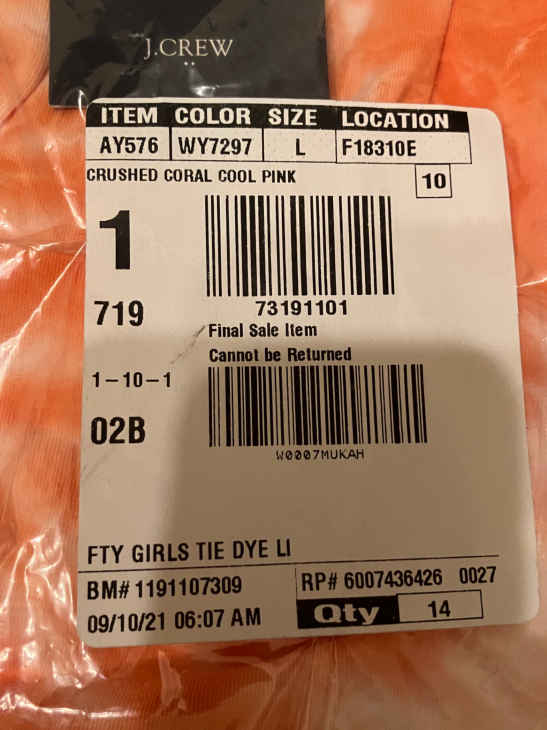 J.CREW
ITEM COLOR SIZE LOCATION
AY576 WY7297 L F18310E
CRUSHED CORAL COOL PINK
10
1
73191101
719
Final Sale Item
Cannot be Returned
1-10-1
02B
W0007MUKAH
FTY GIRLS TIE DYE LI
BM# 1191107309 RP# 6007436426 0027
09/10/21 06:07 AM Qty 14